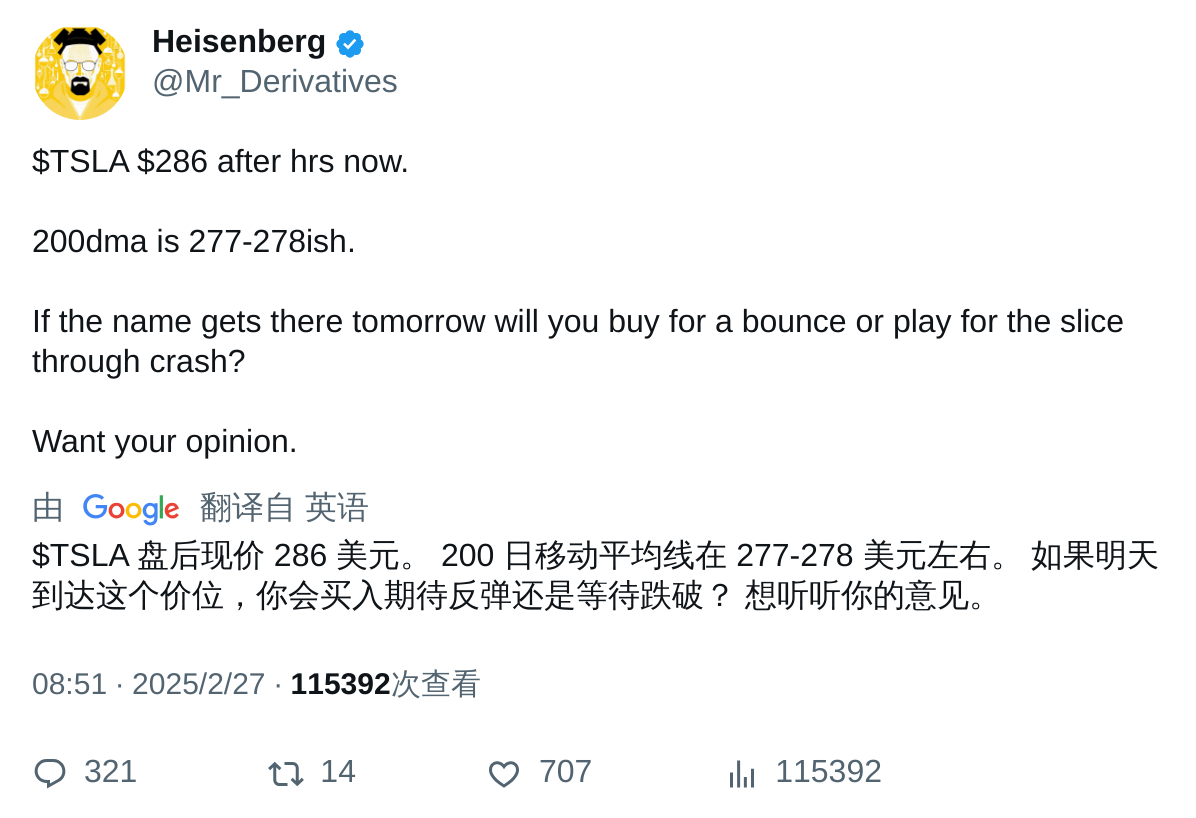 Heisenberg
@Mr_Derivatives
$TSLA $286 after hrs now.
200dma is 277-278ish.
If the name gets there tomorrow will you buy for a bounce or play for the slice
through crash?
Want your opinion.
由 Google 翻译自 英语
$TSLA 盘后现价 286 美元。 200 日移动平均线在 277-278 美元左右。 如果明天
到达这个价位，你会买入期待反弹还是等待跌破？ 想听听你的意见。
08:51 · 2025/2/27 · 115392次查看
321 14 707 115392